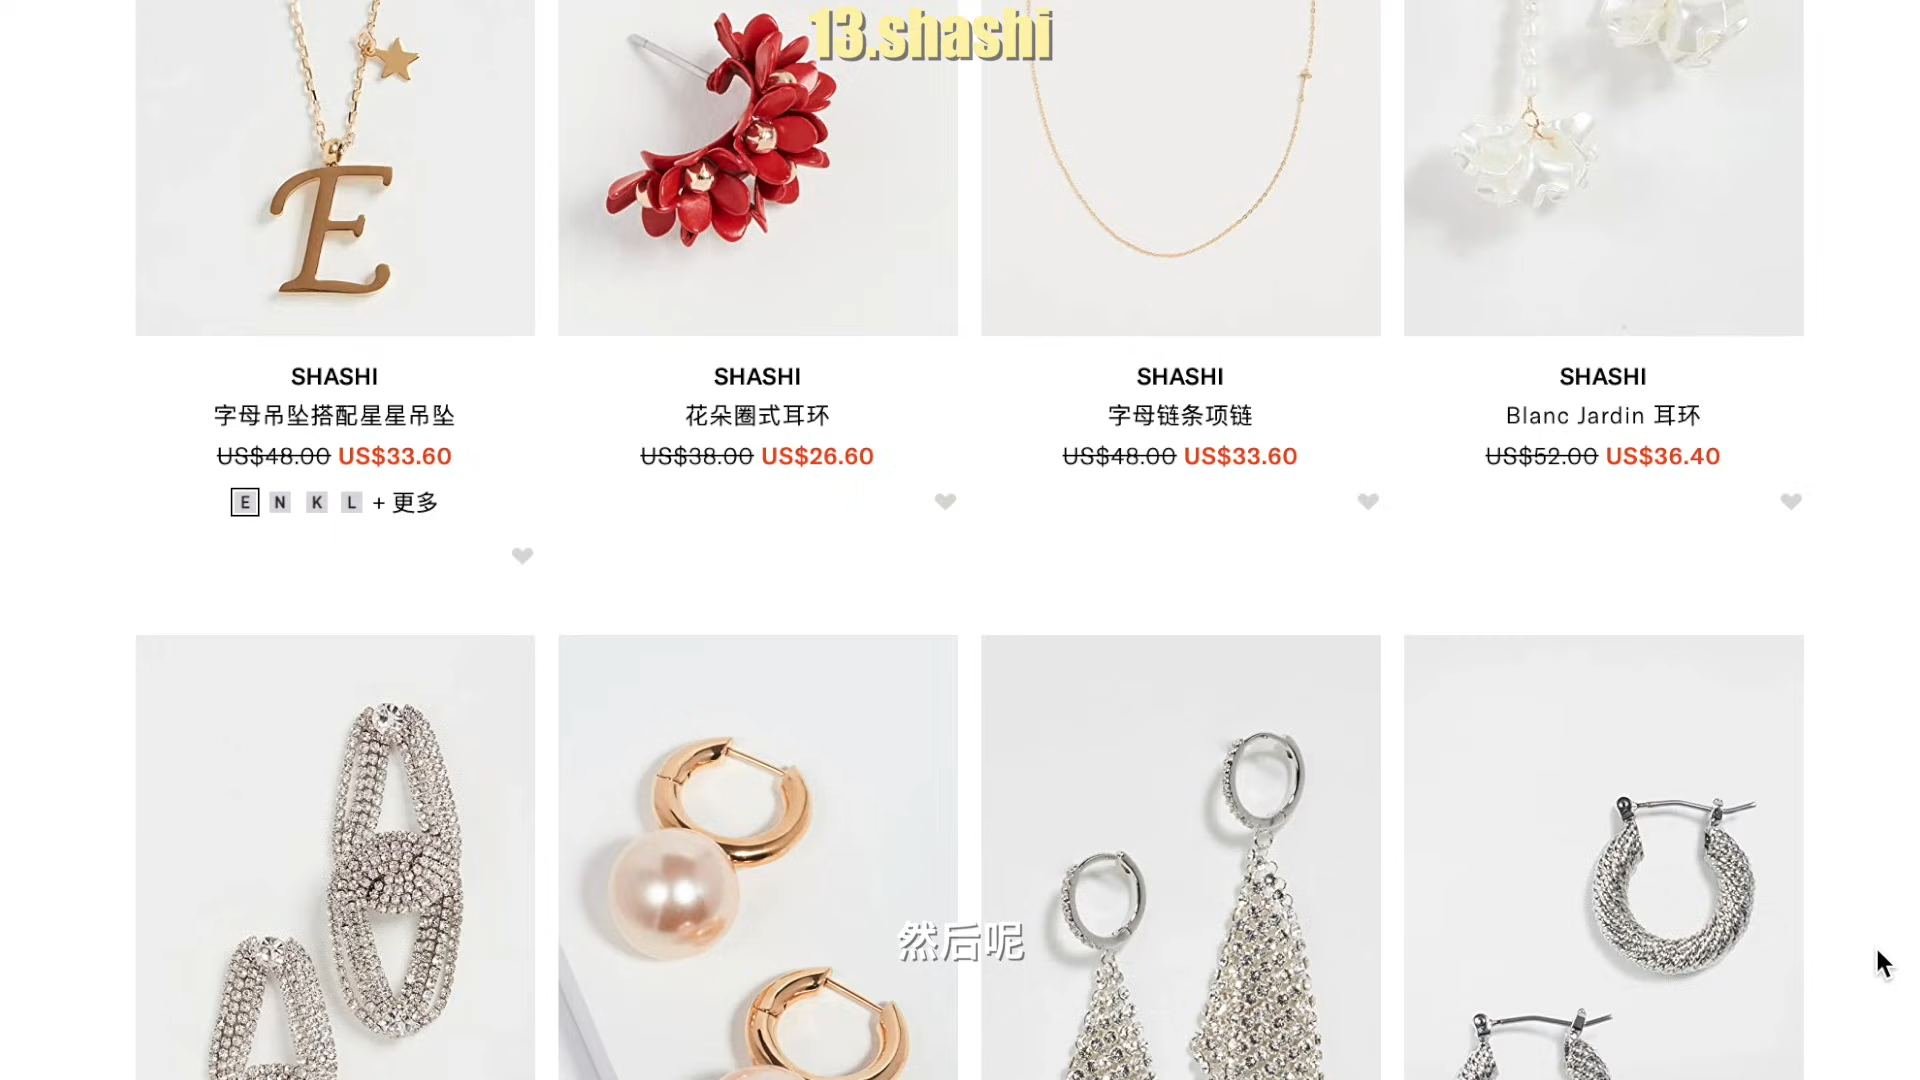 13.shashi
SHASHI
字母吊坠搭配星星吊坠
US$48.00 US$33.60
E N K L + 更多
SHASHI
花朵圈式耳环
US$38.00 US$26.60
SHASHI
字母链条项链
US$48.00 US$33.60
SHASHI
Blanc Jardin 耳环
US$52.00 US$36.40
然后呢